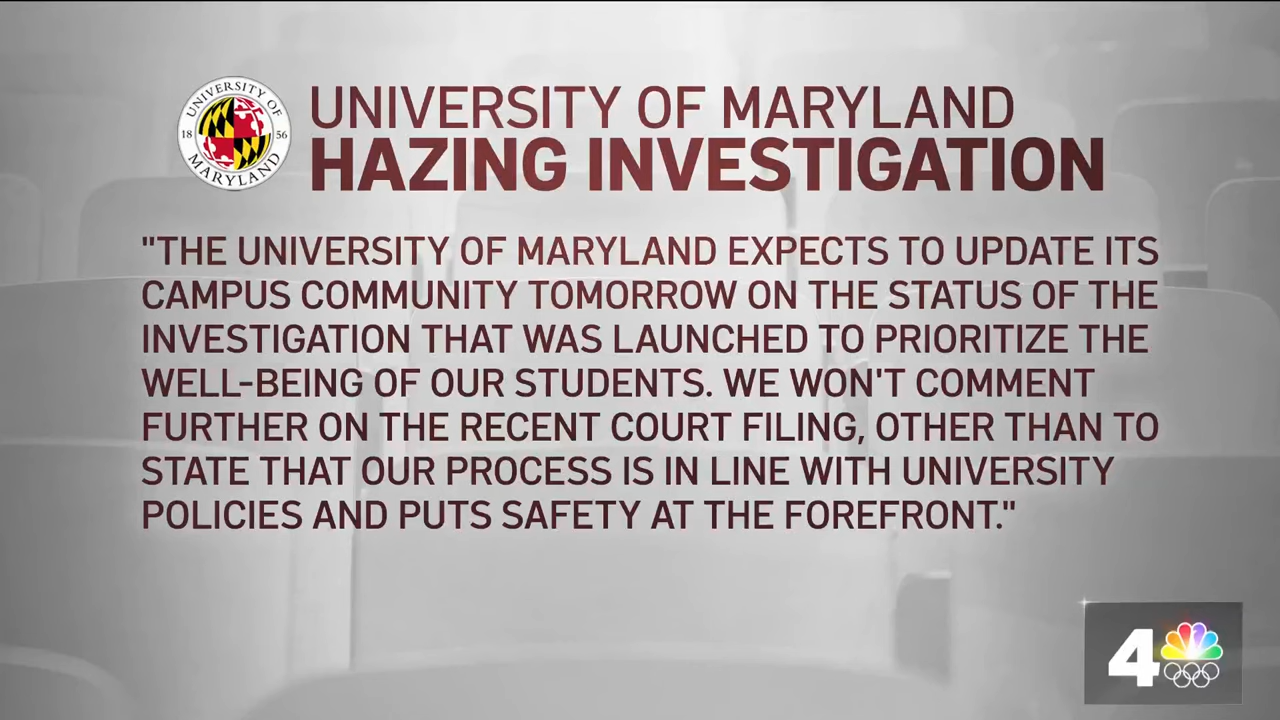 UNIVERSITY OF
18 56
MARYLAND
UNIVERSITY OF MARYLAND
HAZING INVESTIGATION
"THE UNIVERSITY OF MARYLAND EXPECTS TO UPDATE ITS
CAMPUS COMMUNITY TOMORROW ON THE STATUS OF THE
INVESTIGATION THAT WAS LAUNCHED TO PRIORITIZE THE
WELL-BEING OF OUR STUDENTS. WE WON'T COMMENT
FURTHER ON THE RECENT COURT FILING, OTHER THAN TO
STATE THAT OUR PROCESS IS IN LINE WITH UNIVERSITY
POLICIES AND PUTS SAFETY AT THE FOREFRONT."
4